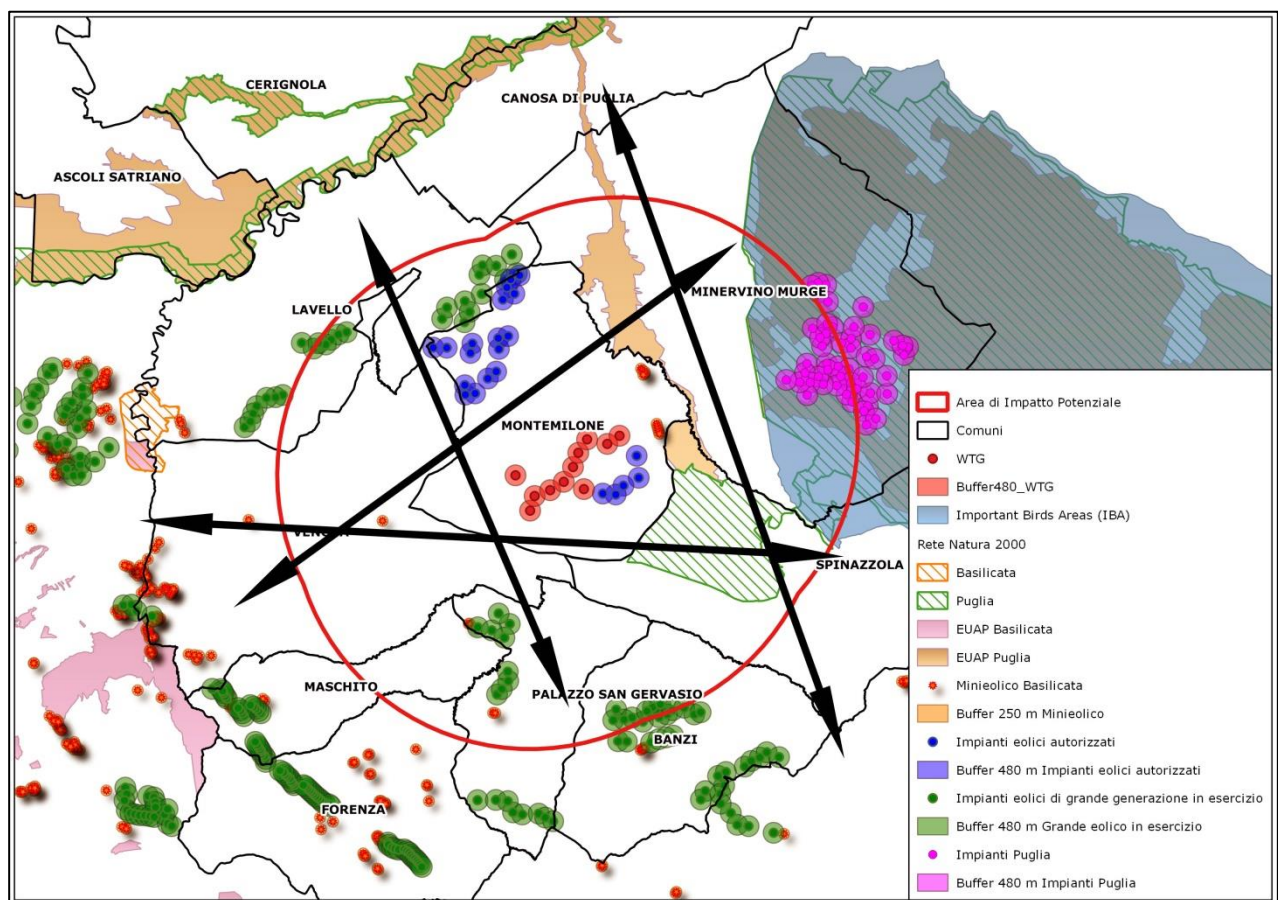 CERIGNOLA
CANOSA DI PUGLIA
ASCOLI SATRIANO
LAVELLO
MINERVINO MURGE
MONTEMILONE
SPINAZZOLA
MASCHITO
PALAZZO SAN GERVASIO
BANZI
FORENZA
Area di Impatto Potenziale
Comuni
WTG
Buffer480_WTG
Important Birds Areas (IBA)
Rete Natura 2000
Basilicata
Puglia
EUAP Basilicata
EUAP Puglia
Minieolico Basilicata
Buffer 250 m Minieolico
Impianti eolici autorizzati
Buffer 480 m Impianti eolici autorizzati
Impianti eolici di grande generazione in esercizio
Buffer 480 m Grande eolico in esercizio
Impianti Puglia
Buffer 480 m Impianti Puglia